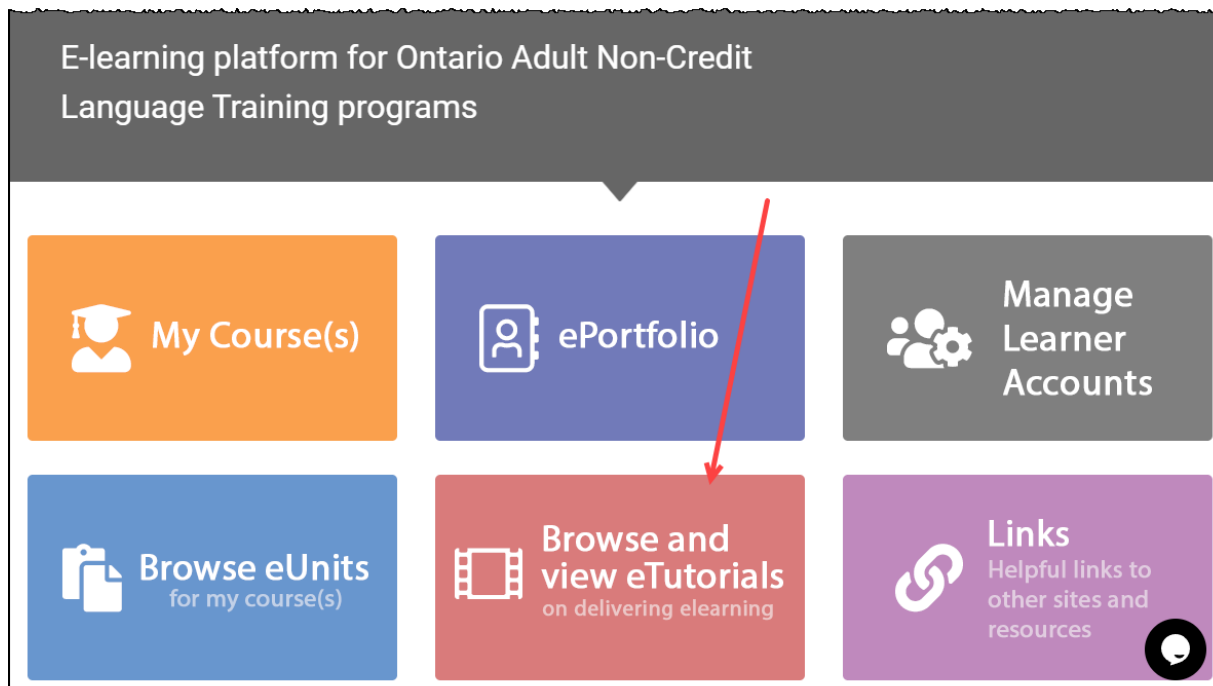 E-learning platform for Ontario Adult Non-Credit
Language Training programs
My Course(s)
ePortfolio
Manage
Learner
Accounts
Browse eUnits
for my course(s)
Browse and
view eTutorials
on delivering elearning
Links
Helpful links to
other sites and
resources